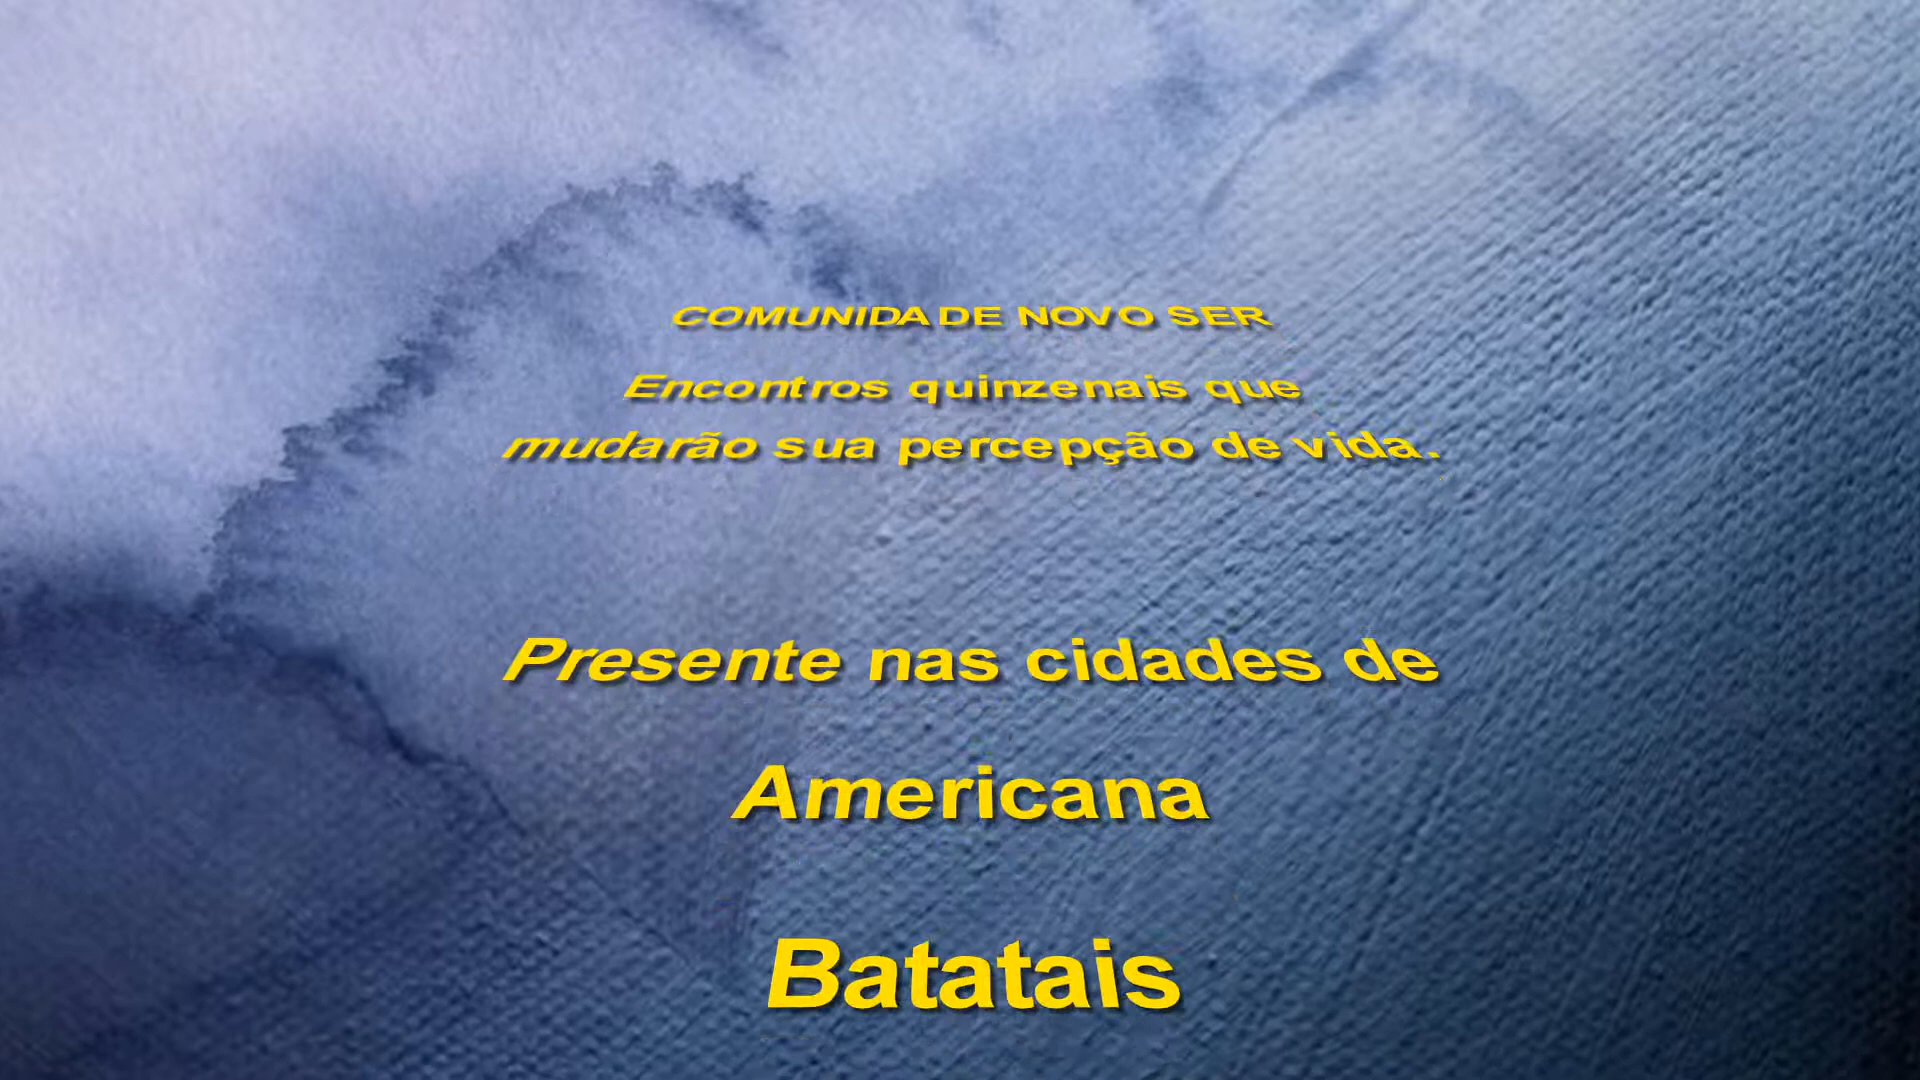 COMUNIDADE NOVO SER
Encontros quinzenais que
mudarão sua percepção de vida.
Presente nas cidades de
Americana
Batatais